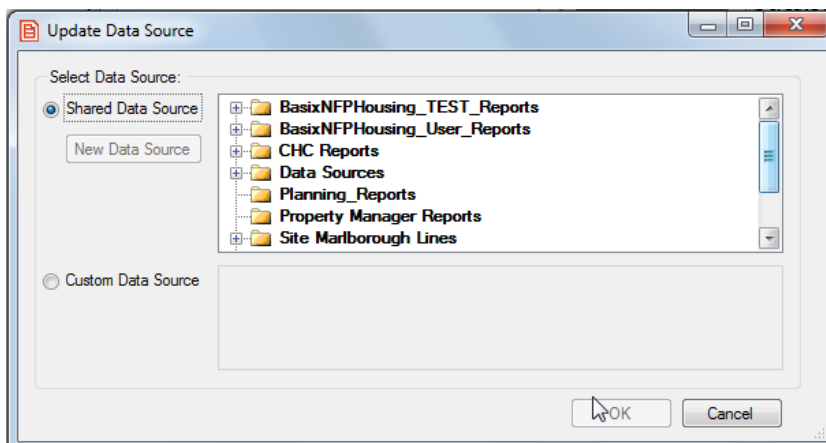 Update Data Source
Select Data Source:
Shared Data Source
New Data Source
BasixNFPHousing_TEST_Reports
BasixNFPHousing_User_Reports
CHC Reports
Data Sources
Planning_Reports
Property Manager Reports
Site Marlborough Lines
Custom Data Source
OK
Cancel